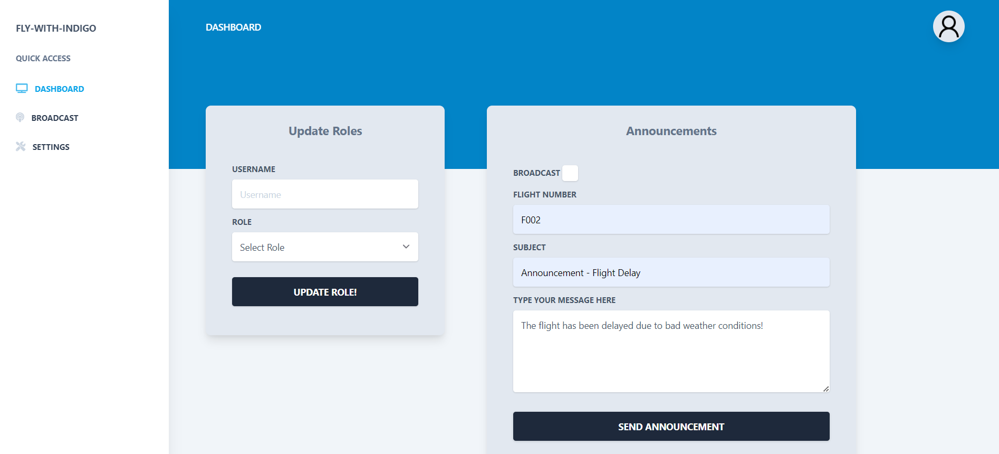 FLY-WITH-INDIGO
QUICK ACCESS
DASHBOARD
BROADCAST
SETTINGS
DASHBOARD
Update Roles
USERNAME
Username
ROLE
Select Role
UPDATE ROLE!
Announcements
BROADCAST
FLIGHT NUMBER
F002
SUBJECT
Announcement - Flight Delay
TYPE YOUR MESSAGE HERE
The flight has been delayed due to bad weather conditions!
SEND ANNOUNCEMENT